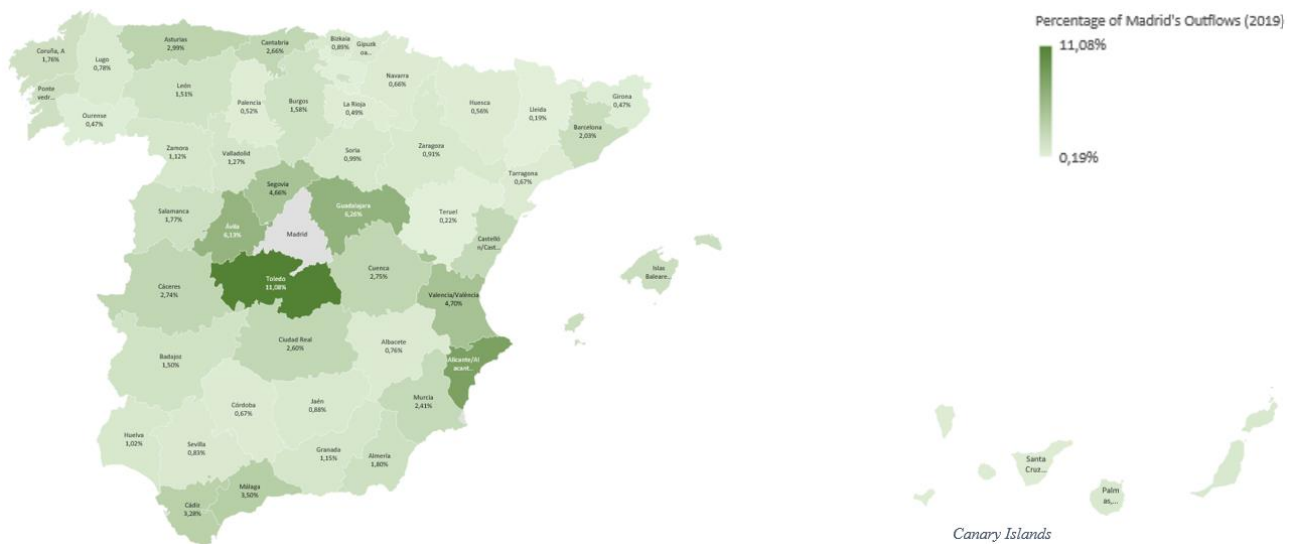 Percentage of Madrid's Outflows (2019)
11,08%
0,19%
Coruña, A
1,76%
Lugo
0,78%
Asturias
2,99%
Cantabria
2,66%
Bizkaia
0,89%
Gipuzk
oa...
Navarra
0,66%
Ponte
vedr...
Ourense
0,47%
León
1,51%
Palencia
0,52%
Burgos
1,58%
La Rioja
0,49%
Huesca
0,56%
Lleida
0,19%
Girona
0,47%
Barcelona
2,03%
Zamora
1,12%
Valladolid
1,27%
Soria
0,99%
Zaragoza
0,91%
Tarragona
0,67%
Segovia
4,66%
Guadalajara
6,26%
Salamanca
1,77%
Ávila
6,13%
Madrid
Teruel
0,22%
Castelló
n/Cast...
Islas
Baleare...
Cáceres
2,74%
Toledo
11,08%
Cuenca
2,75%
Valencia/València
4,70%
Badajoz
1,50%
Ciudad Real
2,60%
Albacete
0,76%
Alicante/Al
acant...
Córdoba
0,67%
Jaén
0,88%
Murcia
2,41%
Huelva
1,02%
Sevilla
0,83%
Granada
1,15%
Almería
1,80%
Málaga
3,50%
Cádiz
3,28%
Santa
Cruz...
Palm
as,...
Canary Islands